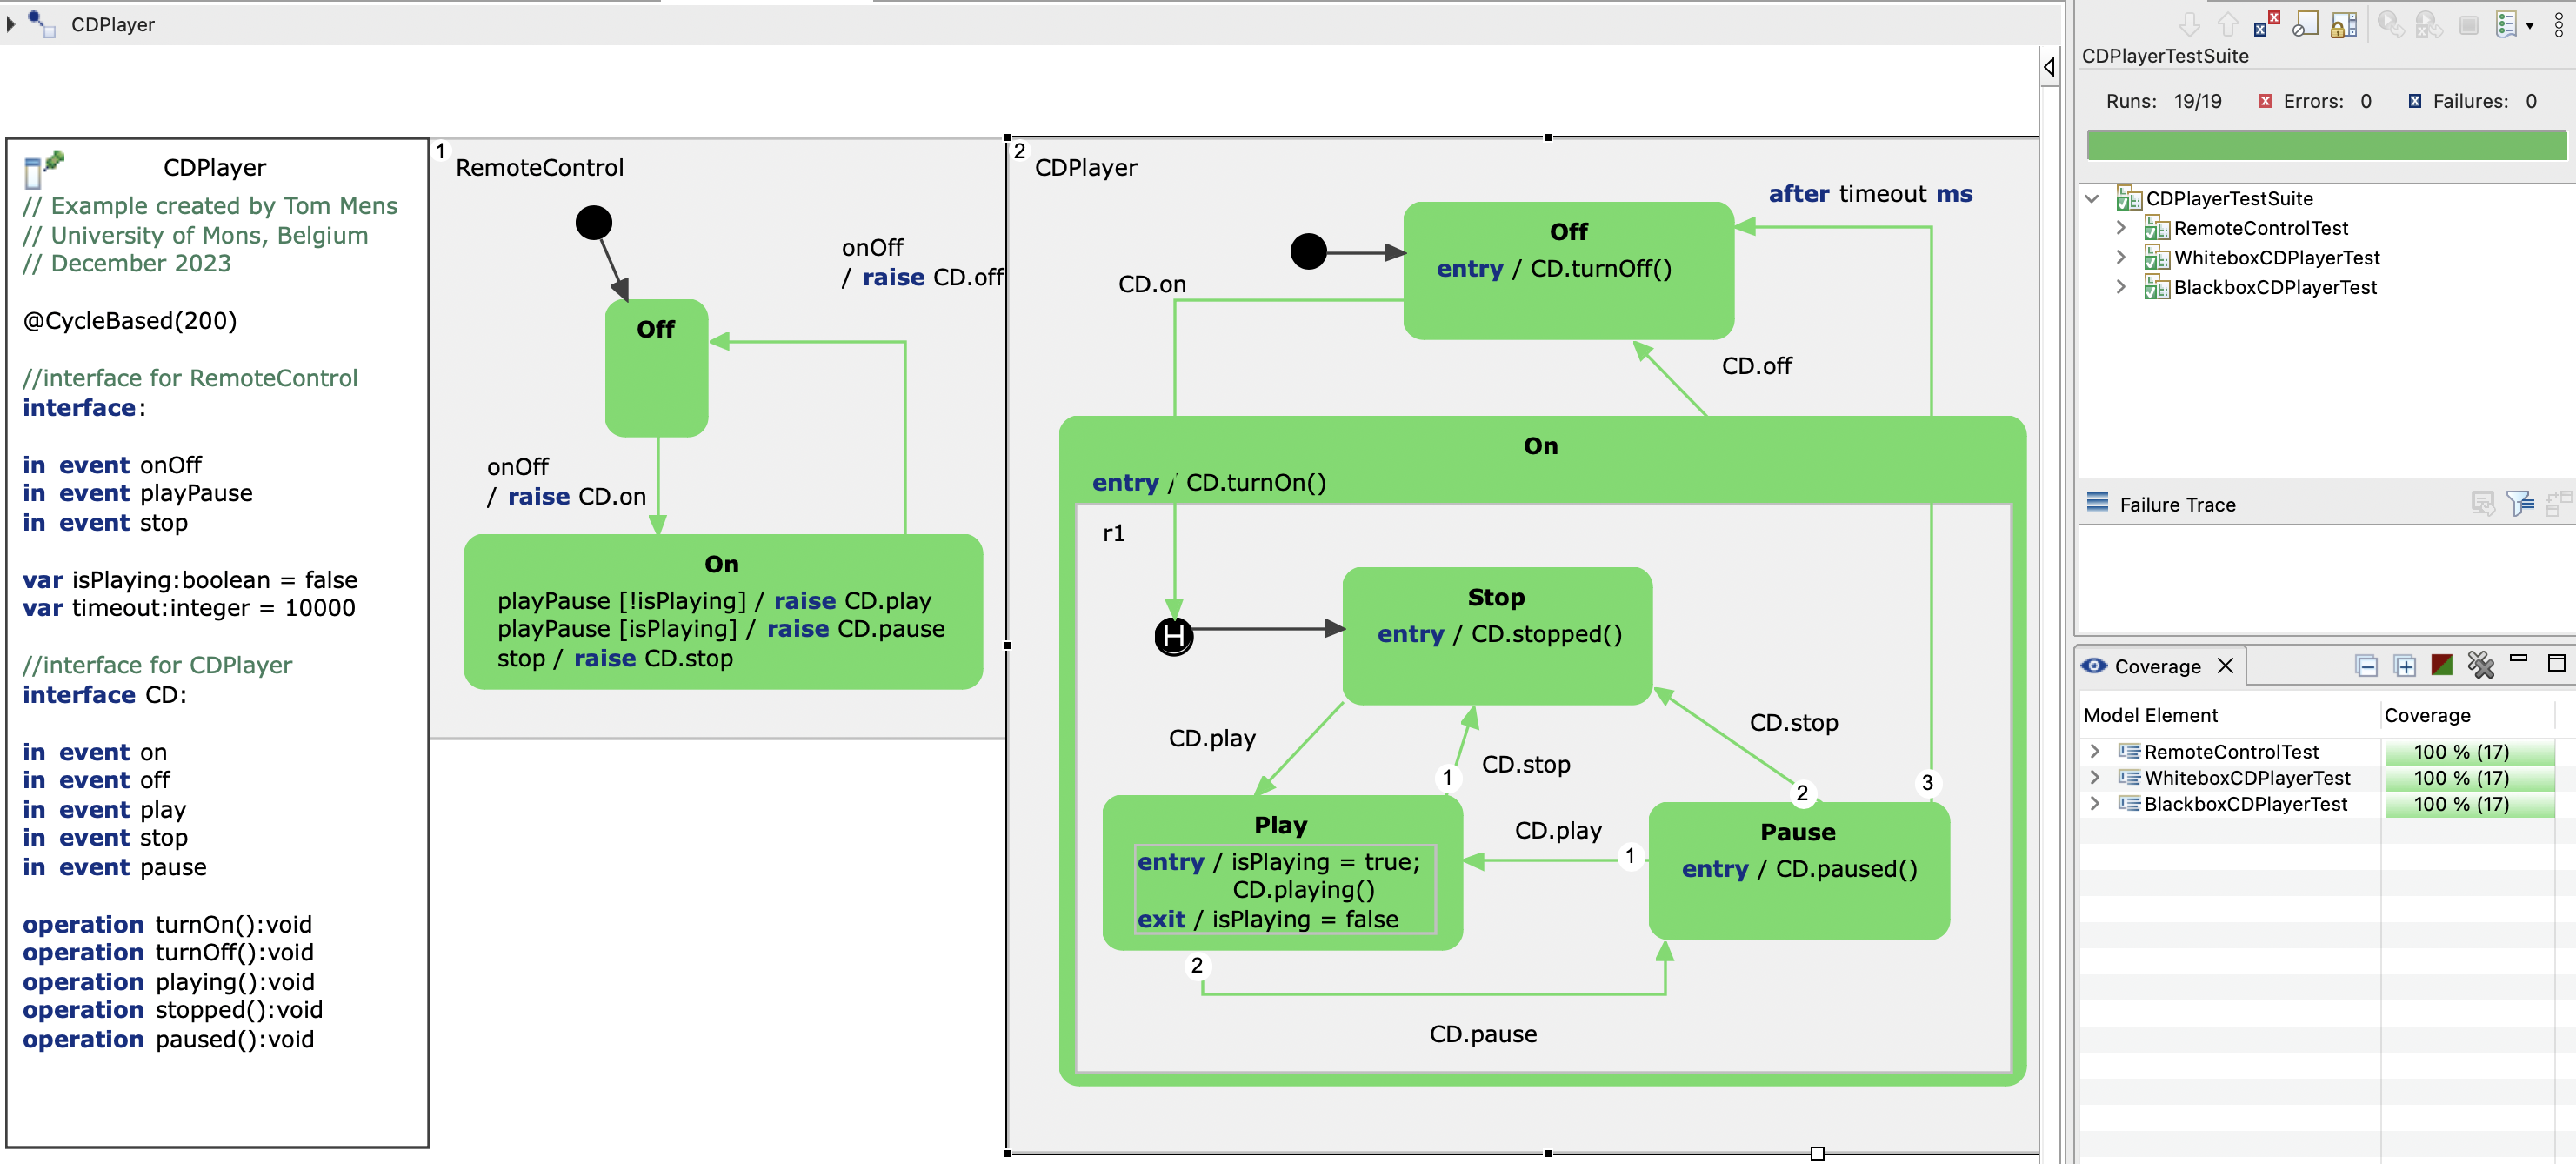 CDPlayer
CDPlayer
// Example created by Tom Mens
// University of Mons, Belgium
// December 2023
@CycleBased(200)
//interface for RemoteControl
interface:
in event onOff
in event playPause
in event stop
var isPlaying:boolean = false
var timeout:integer = 10000
//interface for CDPlayer
interface CD:
in event on
in event off
in event play
in event stop
in event pause
operation turnOn():void
operation turnOff():void
operation playing():void
operation stopped():void
operation paused():void
1
RemoteControl
onOff
/ raise CD.off
Off
onOff
/ raise CD.on
On
playPause [!isPlaying] / raise CD.play
playPause [isPlaying] / raise CD.pause
stop / raise CD.stop
2
CDPlayer
after timeout ms
Off
entry / CD.turnOff()
CD.on
CD.off
On
entry / CD.turnOn()
r1
H
Stop
entry / CD.stopped()
CD.play
CD.stop
CD.stop
1
2
3
Play
entry / isPlaying = true;
CD.playing()
exit / isPlaying = false
CD.play
1
Pause
entry / CD.paused()
2
CD.pause
CDPlayerTestSuite
Runs: 19/19 Errors: 0 Failures: 0
CDPlayerTestSuite
RemoteControlTest
WhiteboxCDPlayerTest
BlackboxCDPlayerTest
Failure Trace
Coverage
Model Element Coverage
RemoteControlTest 100 % (17)
WhiteboxCDPlayerTest 100 % (17)
BlackboxCDPlayerTest 100 % (17)